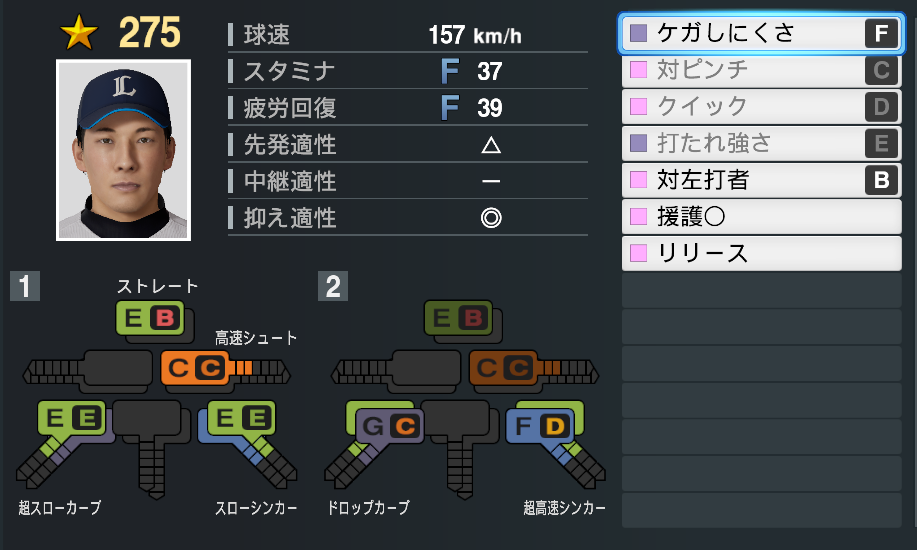 ★ 275
L
球速 157 km/h
スタミナ F 37
疲労回復 F 39
先発適性 △
中継適性 ー
抑え適性 ◎
ケガしにくさ F
対ピンチ C
クイック D
打たれ強さ E
対左打者 B
援護○
リリース
1
ストレート
E B
高速シュート
C C
E E
E E
超スローカーブ
スローシンカー
2
E B
C C
G C
F D
ドロップカーブ
超高速シンカー